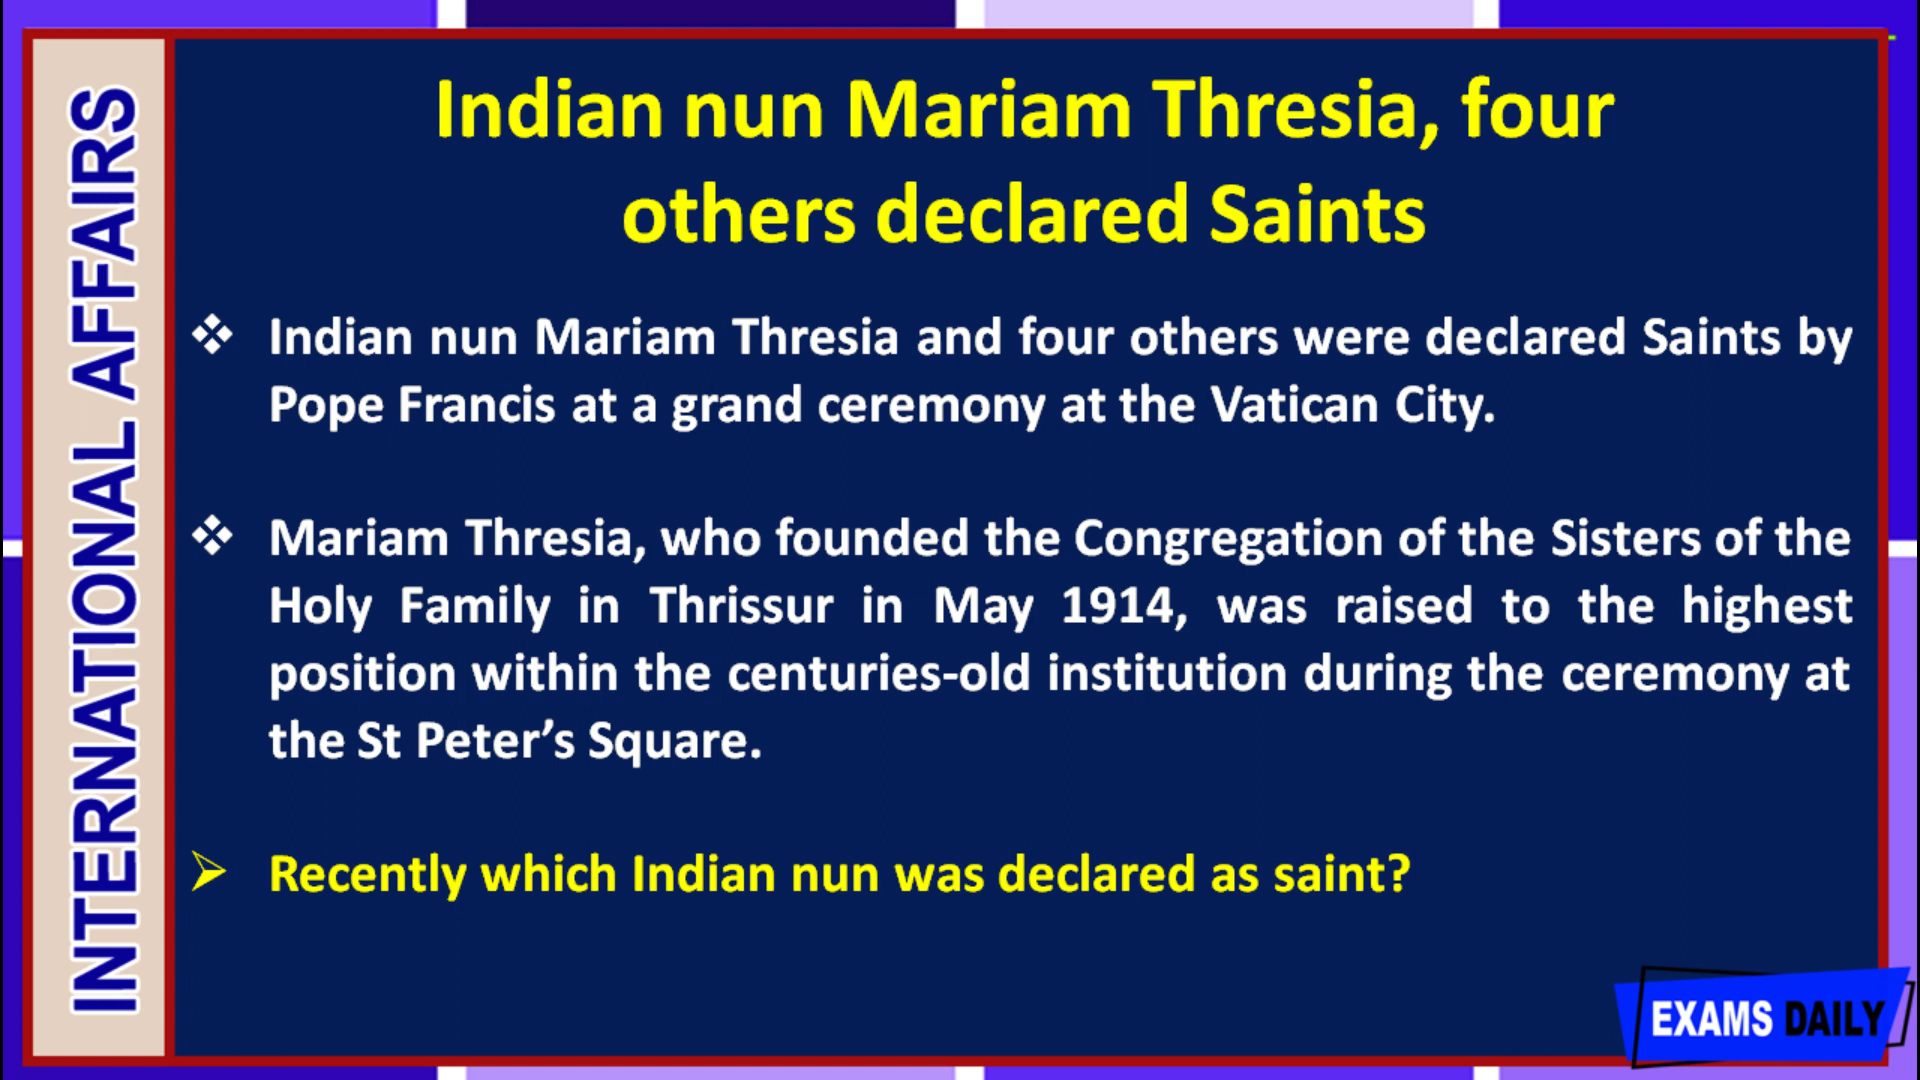 INTERNATIONAL AFFAIRS
Indian nun Mariam Thresia, four
others declared Saints
❖ Indian nun Mariam Thresia and four others were declared Saints by
Pope Francis at a grand ceremony at the Vatican City.
❖ Mariam Thresia, who founded the Congregation of the Sisters of the
Holy Family in Thrissur in May 1914, was raised to the highest
position within the centuries-old institution during the ceremony at
the St Peter’s Square.
➢ Recently which Indian nun was declared as saint?
EXAMS DAILY